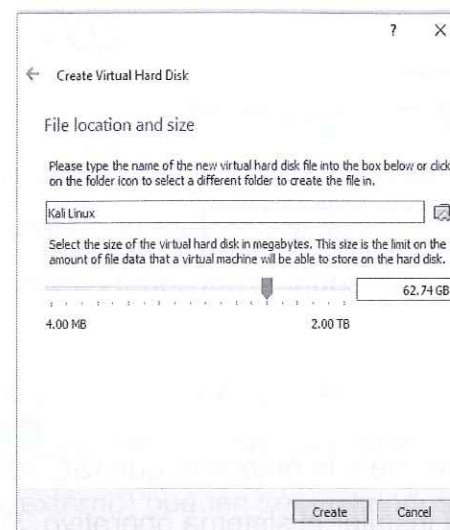 ?
Create Virtual Hard Disk
File location and size
Please type the name of the new virtual hard disk file into the box below or click
on the folder icon to select a different folder to create the file in.
Kali Linux
Select the size of the virtual hard disk in megabytes. This size is the limit on the
amount of file data that a virtual machine will be able to store on the hard disk.
62.74 GB
4.00 MB 2.00 TB
Create Cancel